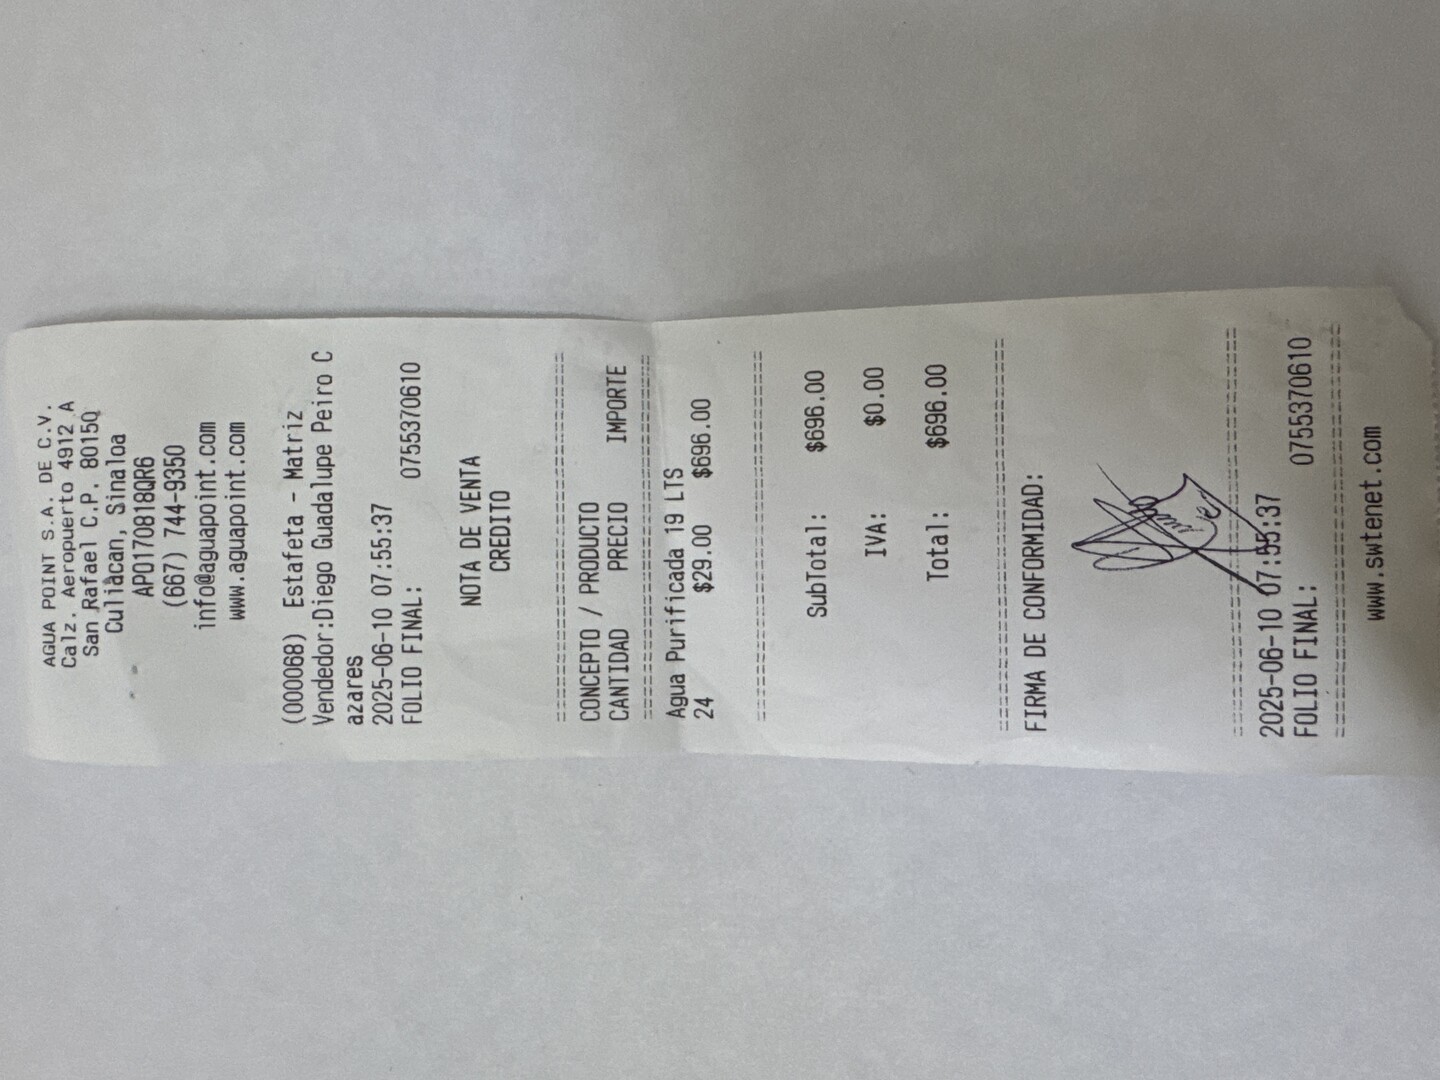 AGUA POINT S.A. DE C.V.
Calz. Aeropuerto 4912 A
San Rafael C.P. 80150
Culiacan, Sinaloa
APO170818QR6
(667) 744-9350
info@aguapoint.com
www.aguapoint.com
(000068) Estafeta - Matriz
Vendedor:Diego Guadalupe Peiro C
azares
2025-06-10 07:55:37
FOLIO FINAL: 0755370610
NOTA DE VENTA
CREDITO
================================
CONCEPTO / PRODUCTO
CANTIDAD PRECIO IMPORTE
================================
Agua Purificada 19 LTS
24 $29.00 $696.00
================================
SubTotal: $696.00
IVA: $0.00
Total: $696.00
================================
FIRMA DE CONFORMIDAD:
================================
2025-06-10 07:55:37
FOLIO FINAL: 0755370610
================================
www.swtenet.com